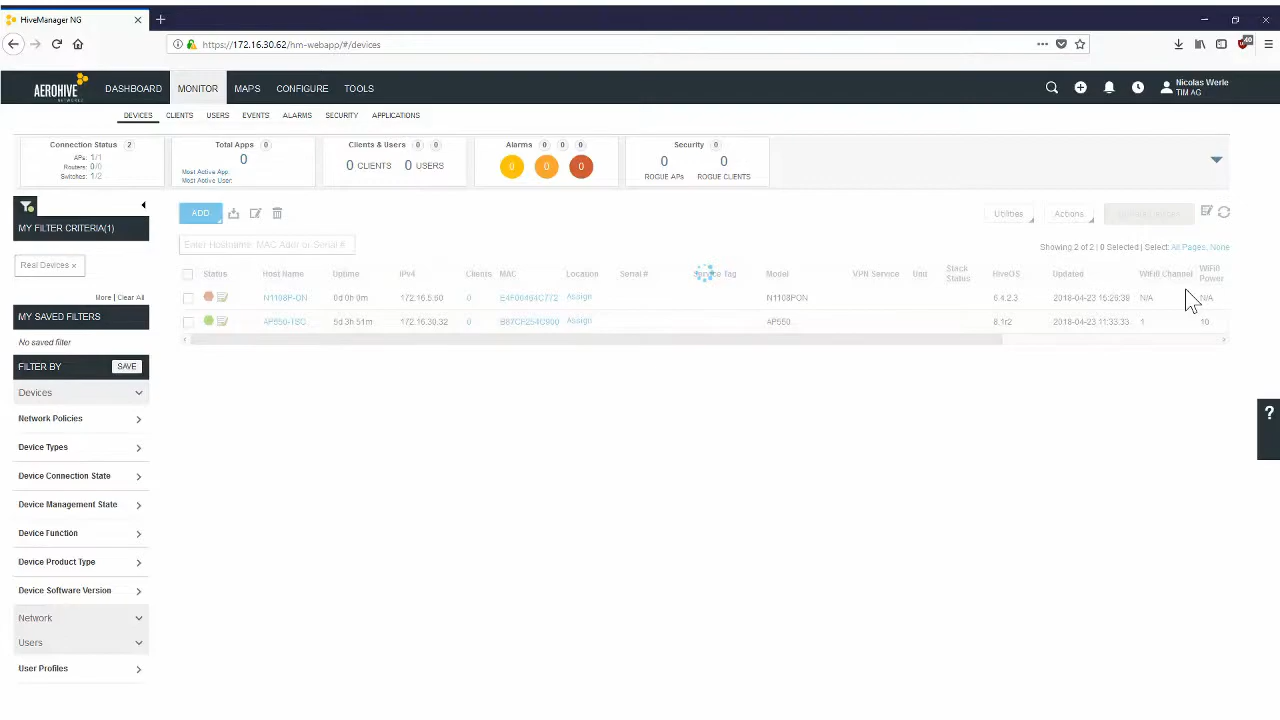 HiveManager NG
https://172.16.30.62/hm-webapp/#/devices
40
AEROHIVE
NETWORKS
DASHBOARD MONITOR MAPS CONFIGURE TOOLS
Nicolas Werle
TIM AG
DEVICES CLIENTS USERS EVENTS ALARMS SECURITY APPLICATIONS
Connection Status 2
APs: 1/1
Routers: 0/0
Switches: 1/2
Total Apps 0
0
Most Active App:
Most Active User:
Clients & Users 0 0
0 CLIENTS 0 USERS
Alarms 0 0 0
0 0 0
Security 0
0 0
ROGUE APs ROGUE CLIENTS
MY FILTER CRITERIA(1)
Real Devices ×
More | Clear All
MY SAVED FILTERS
No saved filter
FILTER BY SAVE
Devices
Network Policies
Device Types
Device Connection State
Device Management State
Device Function
Device Product Type
Device Software Version
Network
Users
User Profiles
ADD
Utilities Actions
Enter Hostname, MAC Addr or Serial #
Showing 2 of 2 | 0 Selected | Select: All Pages, None
Status Host Name Uptime IPv4 Clients MAC Location Serial # Service Tag Model VPN Service Unit Stack Status HiveOS Updated Wifi0 Channel Wifi0 Power
N1108P-ON 0d 0h 0m 172.16.5.60 0 Assign N1108PON 6.4.2.3 2018-04-23 15:26:39 N/A N/A
5d 3h 51m 172.16.30.32 0 Assign AP550 8.1r2 2018-04-23 11:33:33 1 10
?